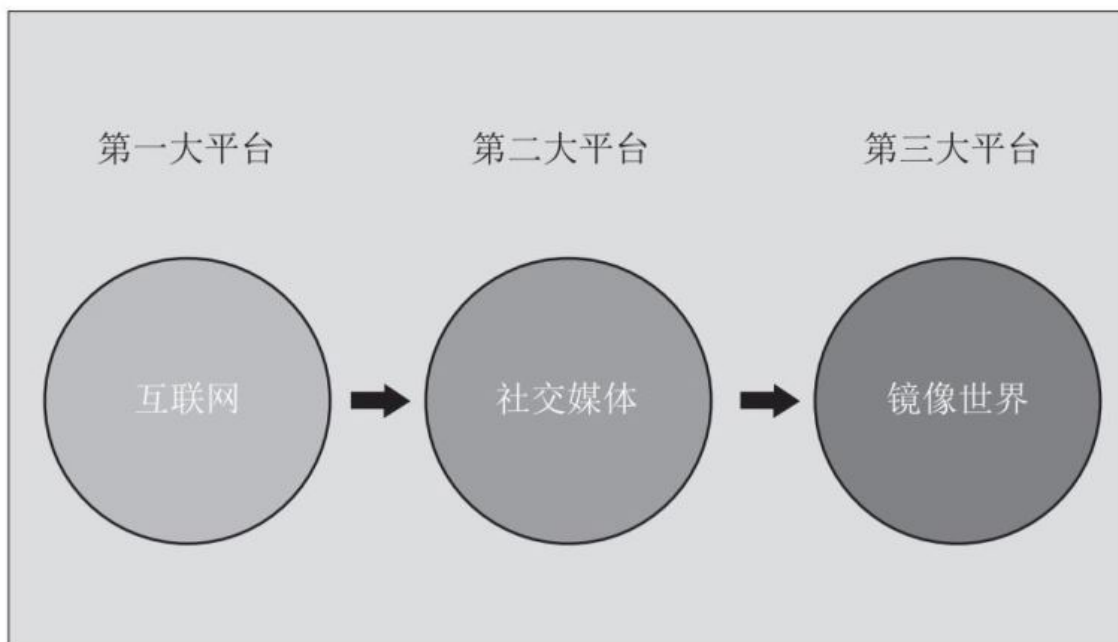 第一大平台
第二大平台
第三大平台
互联网
社交媒体
镜像世界